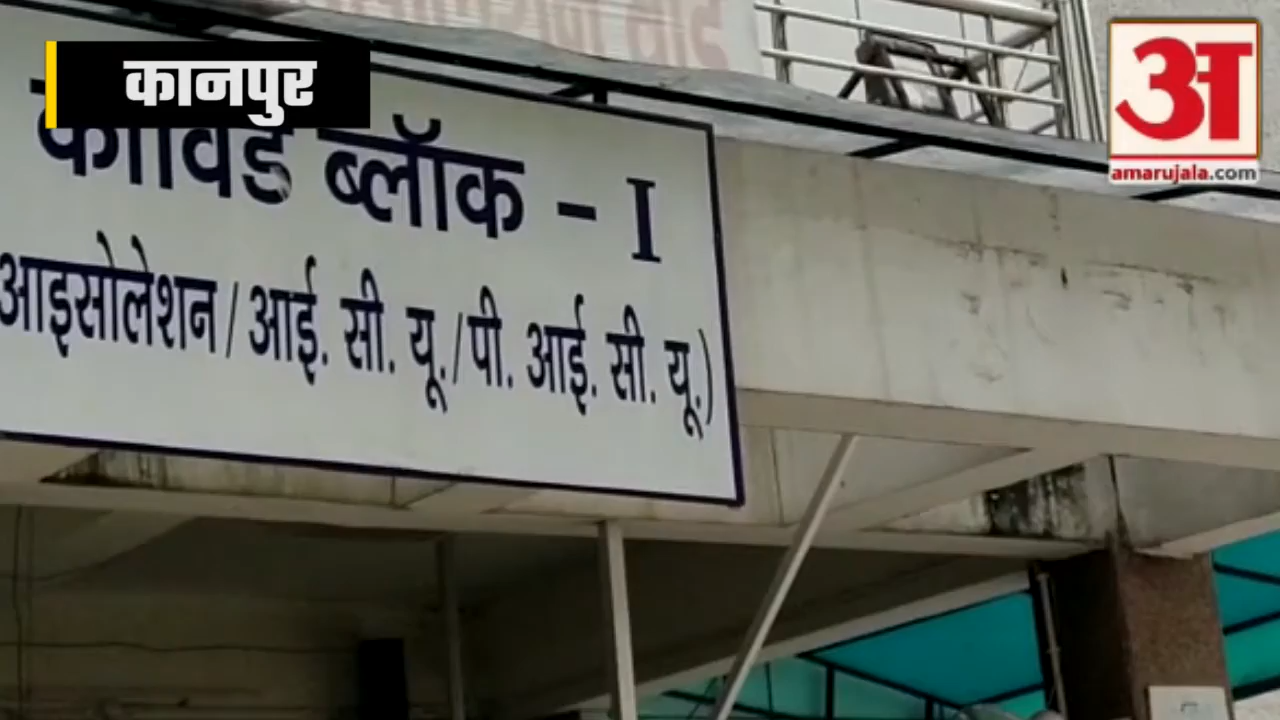 वार्ड
कानपुर
अ
amarujala.com
कोविड ब्लॉक - I
आइसोलेशन / आई. सी. यू. / पी. आई. सी. यू.)